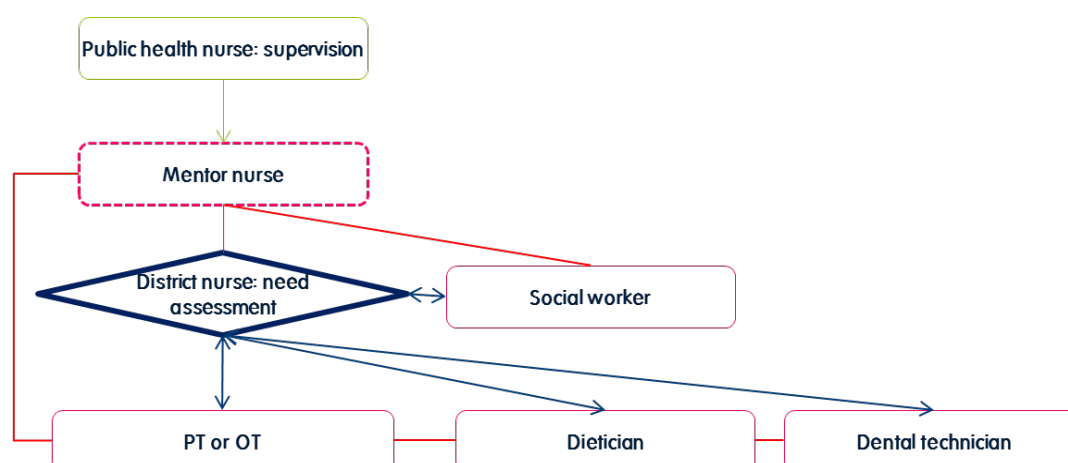 Public health nurse: supervision
Mentor nurse
District nurse: need
assessment
Social worker
PT or OT
Dietician
Dental technician